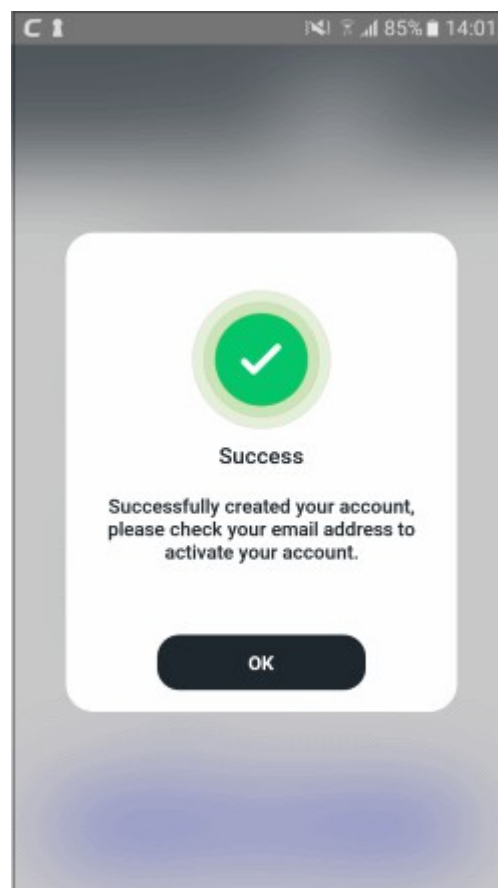 85% 14:01
Success
Successfully created your account,
please check your email address to
activate your account.
OK